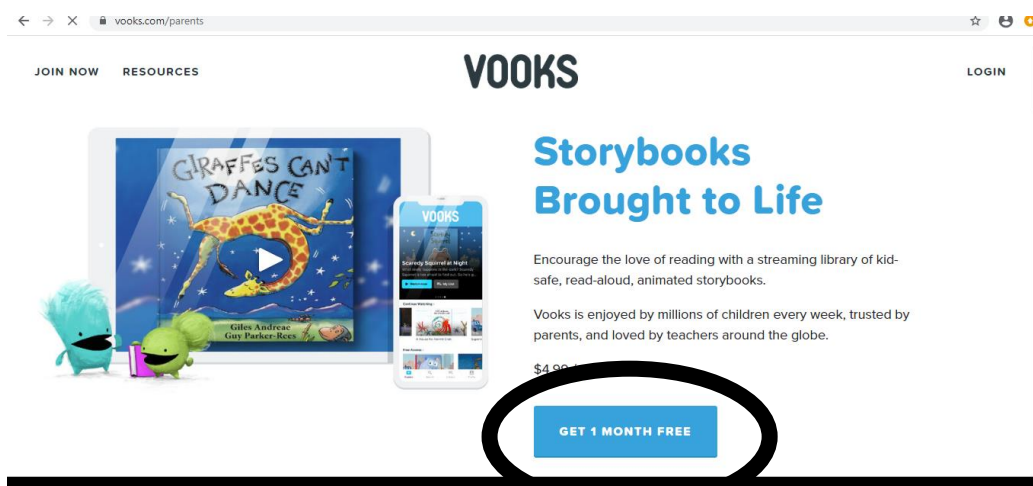 vooks.com/parents
JOIN NOW RESOURCES VOOKS LOGIN
GIRAFFES CAN'T
DANCE
Giles Andreae
Guy Parker-Rees
VOOKS
Scaredy Squirrel at Night
Storybooks
Brought to Life
Encourage the love of reading with a streaming library of kid-
safe, read-aloud, animated storybooks.
Vooks is enjoyed by millions of children every week, trusted by
parents, and loved by teachers around the globe.
$4.99
GET 1 MONTH FREE